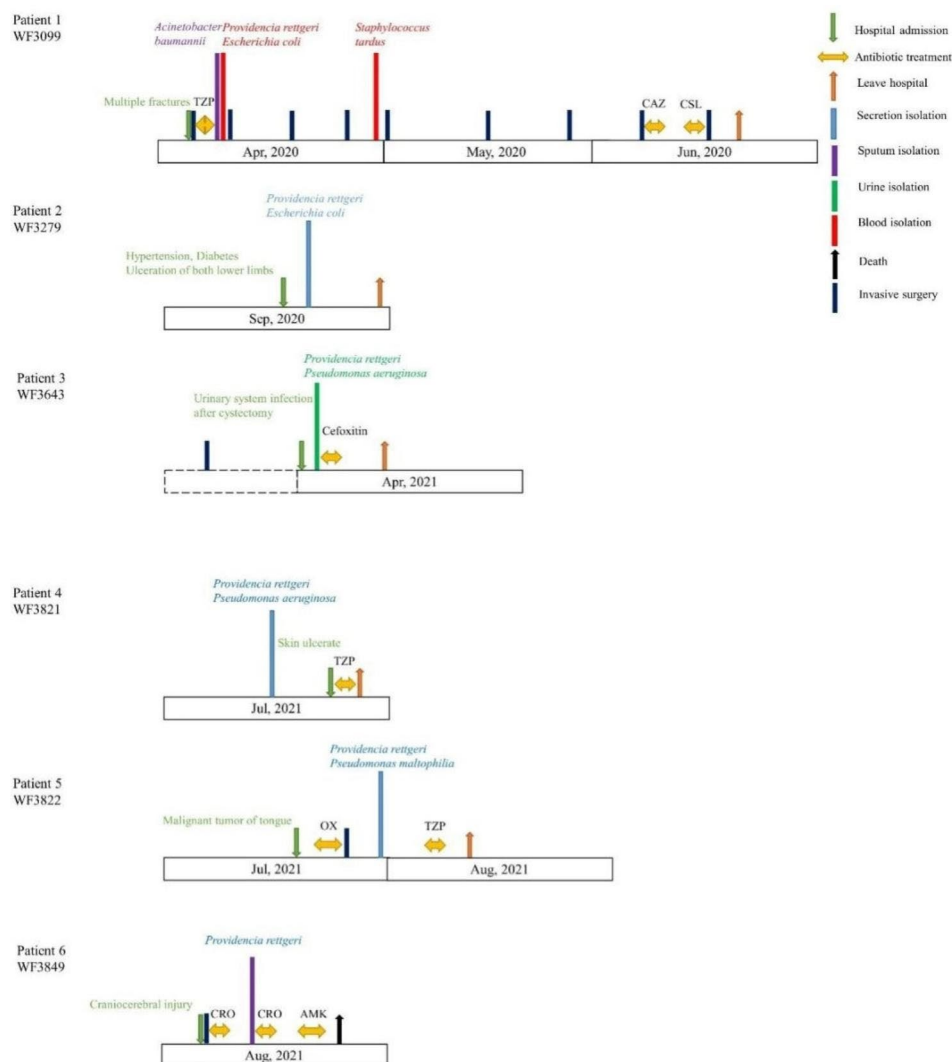 Patient 1
WF3099
Acinetobacter
baumannii
Providencia rettgeri
Escherichia coli
Staphylococcus
tardus
Multiple fractures
TZP
CAZ
CSL
Apr, 2020
May, 2020
Jun, 2020
Hospital admission
Antibiotic treatment
Leave hospital
Secretion isolation
Sputum isolation
Urine isolation
Blood isolation
Death
Invasive surgery
Patient 2
WF3279
Providencia rettgeri
Escherichia coli
Hypertension, Diabetes
Ulceration of both lower limbs
Sep, 2020
Patient 3
WF3643
Providencia rettgeri
Pseudomonas aeruginosa
Urinary system infection
after cystectomy
Cefoxitin
Apr, 2021
Patient 4
WF3821
Providencia rettgeri
Pseudomonas aeruginosa
Skin ulcerate
TZP
Jul, 2021
Patient 5
WF3822
Providencia rettgeri
Pseudomonas maltophilia
Malignant tumor of tongue
OX
TZP
Jul, 2021
Aug, 2021
Patient 6
WF3849
Providencia rettgeri
Craniocerebral injury
CRO
CRO
AMK
Aug, 2021